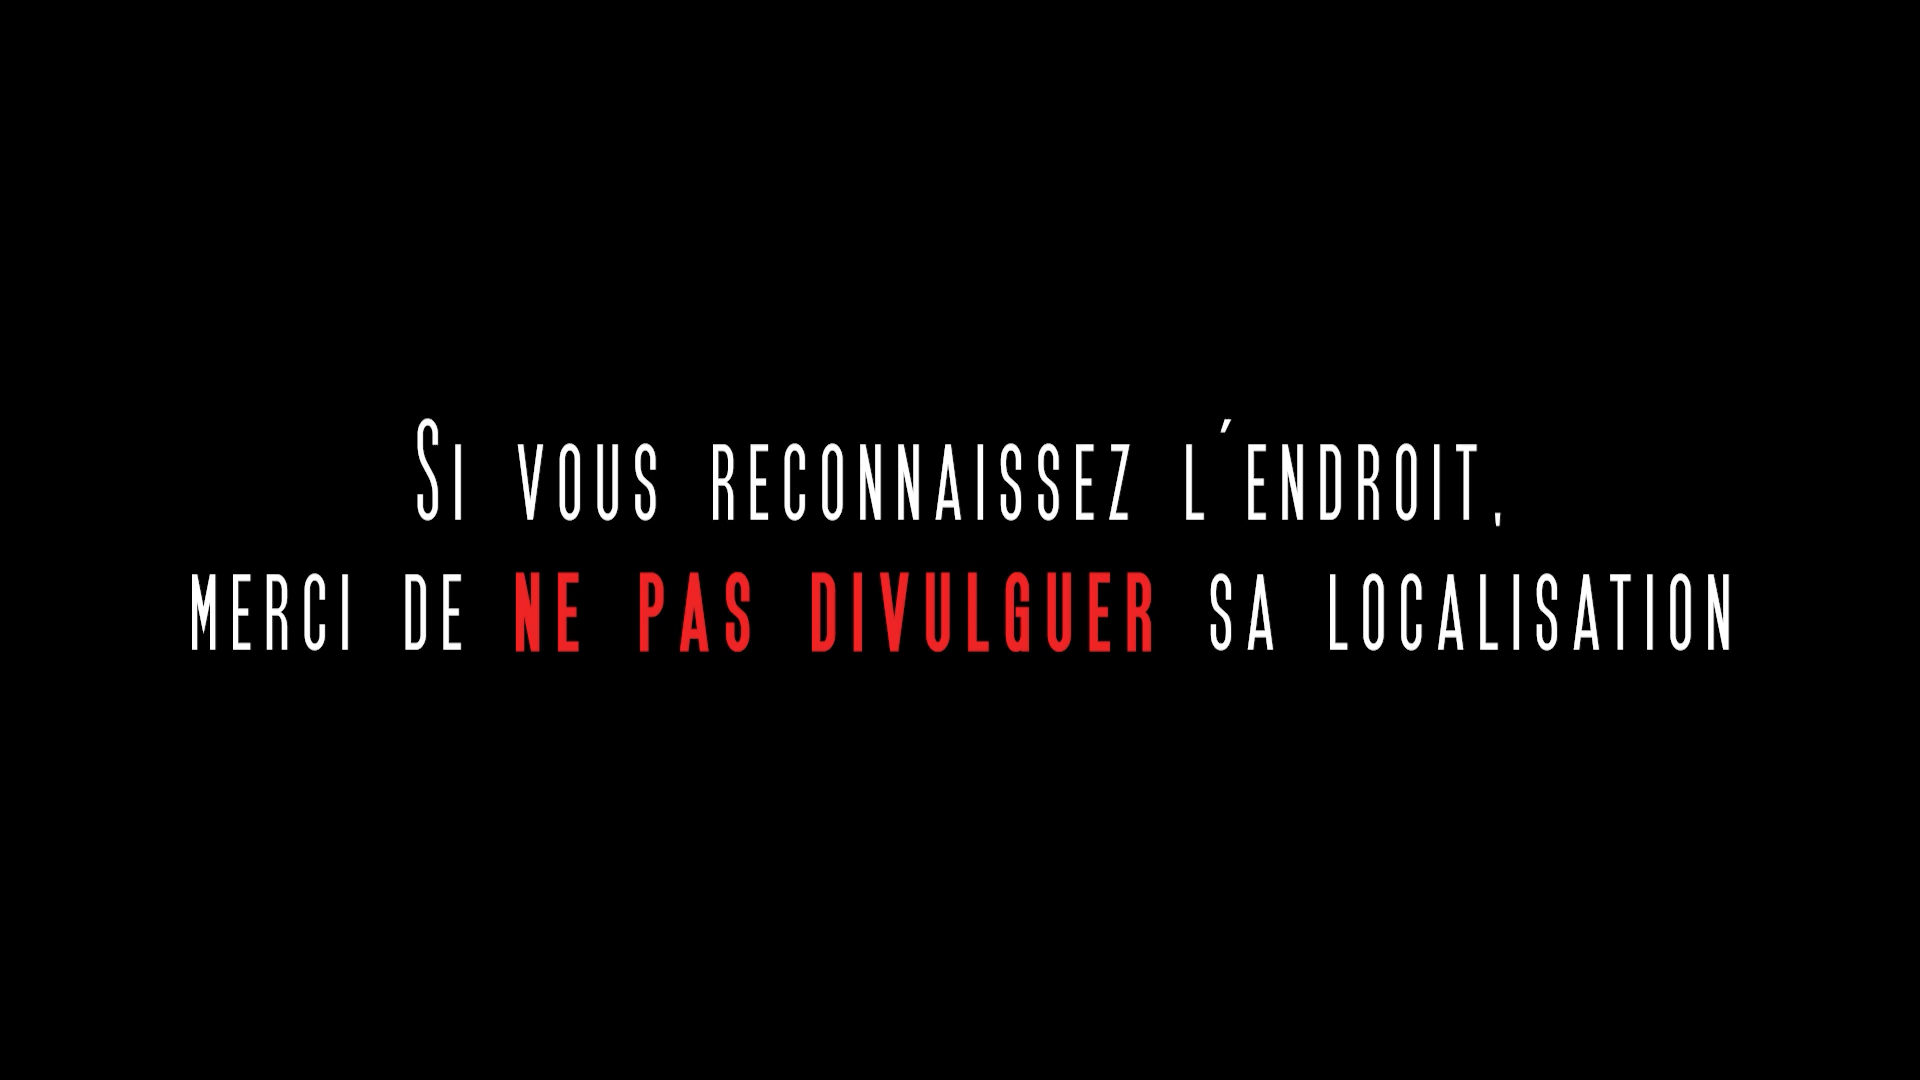 Si vous reconnaissez l'endroit,
merci de ne pas divulguer sa localisation